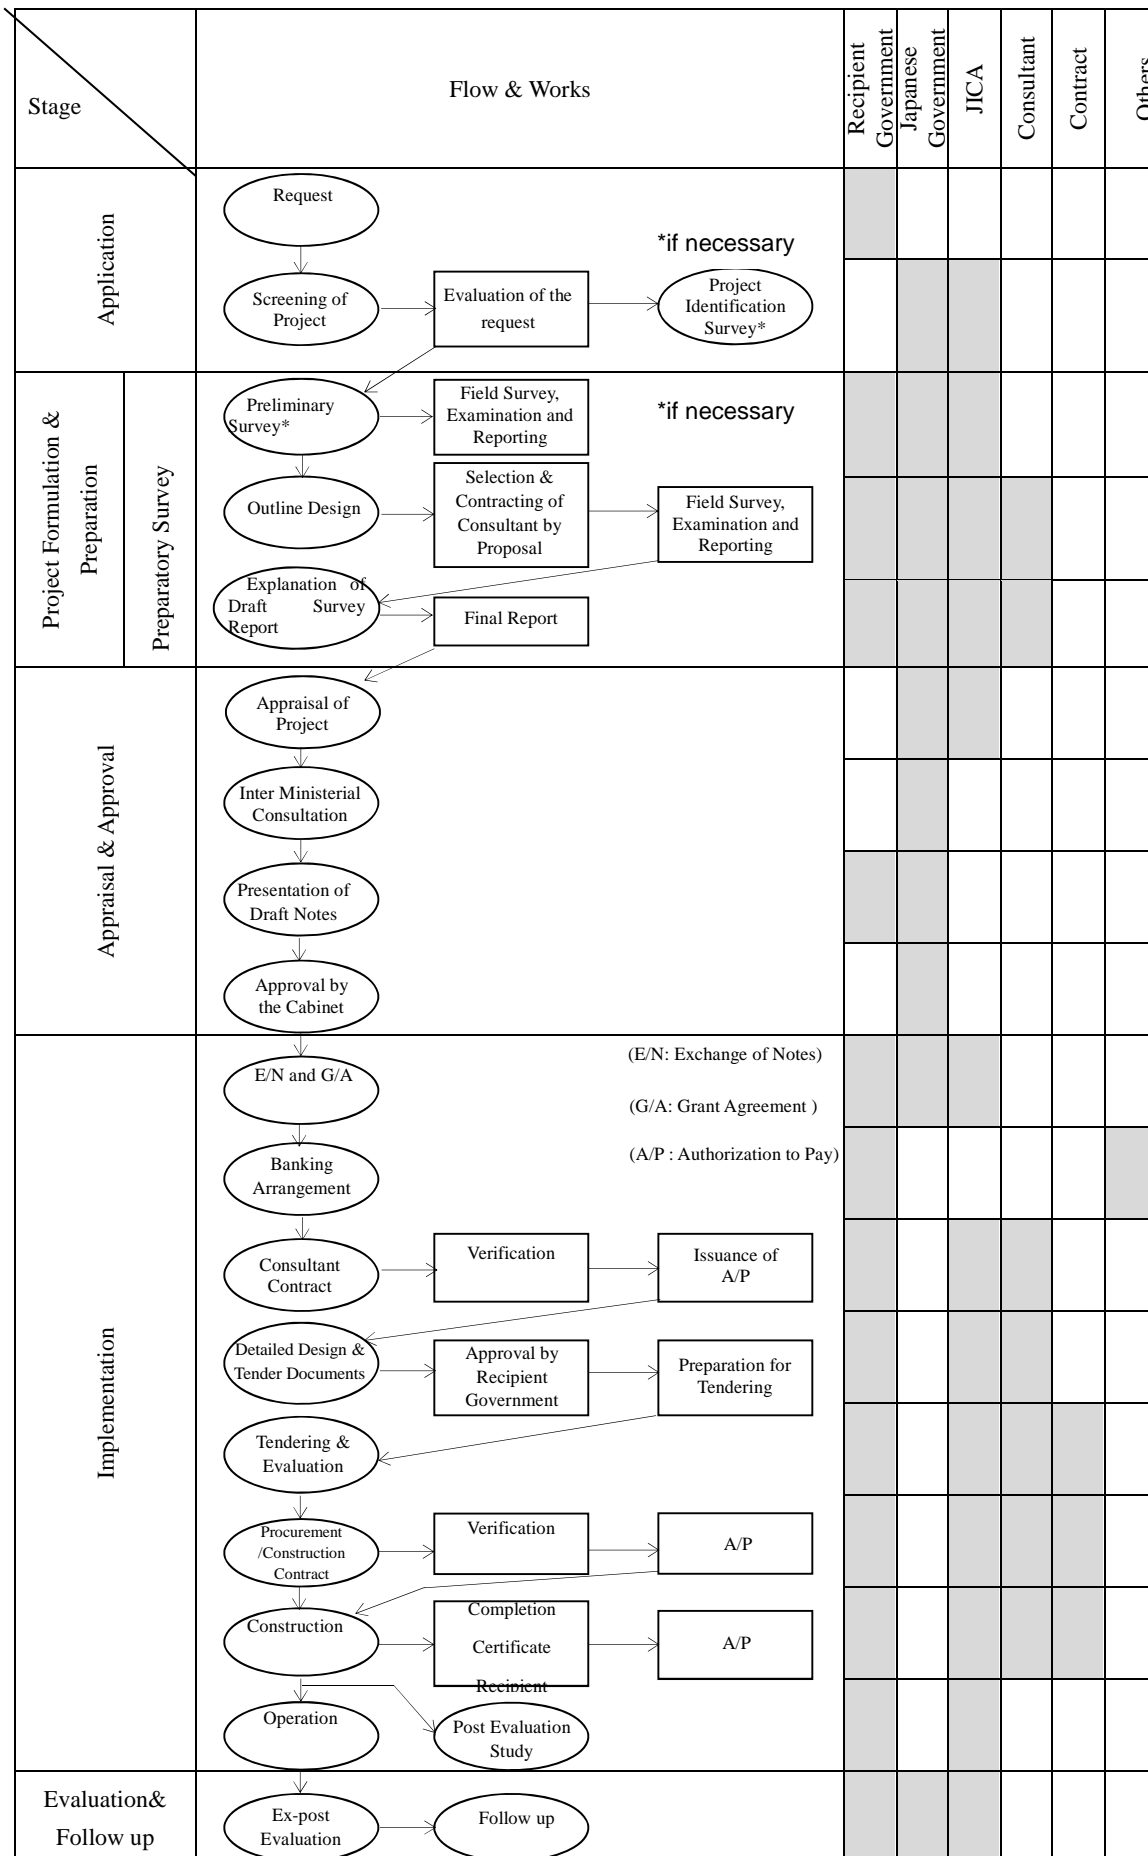 Stage
Flow & Works
Recipient
Government
Japanese
Government
JICA
Consultant
Contract
Others
Application
Request
*if necessary
Screening of
Project
Evaluation of the
request
Project
Identification
Survey*
Project Formulation &
Preparation
Preparatory Survey
Preliminary
Survey*
Field Survey,
Examination and
Reporting
*if necessary
Outline Design
Selection &
Contracting of
Consultant by
Proposal
Field Survey,
Examination and
Reporting
Explanation of
Draft Survey
Report
Final Report
Appraisal & Approval
Appraisal of
Project
Inter Ministerial
Consultation
Presentation of
Draft Notes
Approval by
the Cabinet
Implementation
E/N and G/A
(E/N: Exchange of Notes)
(G/A: Grant Agreement )
(A/P : Authorization to Pay)
Banking
Arrangement
Consultant
Contract
Verification
Issuance of
A/P
Detailed Design &
Tender Documents
Approval by
Recipient
Government
Preparation for
Tendering
Tendering &
Evaluation
Procurement
/Construction
Contract
Verification
A/P
Construction
Completion
Certificate
Recipient
A/P
Operation
Post Evaluation
Study
Evaluation&
Follow up
Ex-post
Evaluation
Follow up